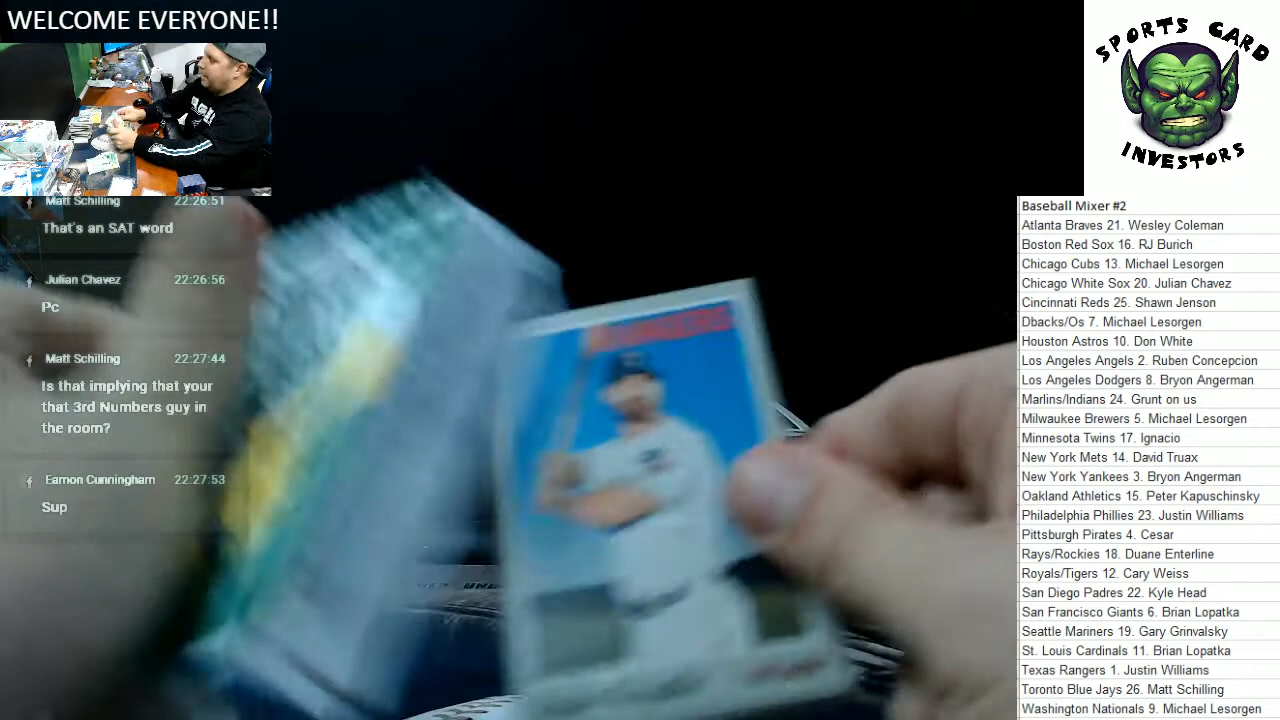 WELCOME EVERYONE!!
SPORTS CARD
INVESTORS
Matt Schilling 22:26:51
That's an SAT word
Julian Chavez 22:26:56
Pc
Matt Schilling 22:27:44
Is that implying that your
that 3rd Numbers guy in
the room?
Eamon Cunningham 22:27:53
Sup
Baseball Mixer #2
Atlanta Braves 21. Wesley Coleman
Boston Red Sox 16. RJ Burich
Chicago Cubs 13. Michael Lesorgen
Chicago White Sox 20. Julian Chavez
Cincinnati Reds 25. Shawn Jenson
Dbacks/Os 7. Michael Lesorgen
Houston Astros 10. Don White
Los Angeles Angels 2. Ruben Concepcion
Los Angeles Dodgers 8. Bryon Angerman
Marlins/Indians 24. Grunt on us
Milwaukee Brewers 5. Michael Lesorgen
Minnesota Twins 17. Ignacio
New York Mets 14. David Truax
New York Yankees 3. Bryon Angerman
Oakland Athletics 15. Peter Kapuschinsky
Philadelphia Phillies 23. Justin Williams
Pittsburgh Pirates 4. Cesar
Rays/Rockies 18. Duane Enterline
Royals/Tigers 12. Cary Weiss
San Diego Padres 22. Kyle Head
San Francisco Giants 6. Brian Lopatka
Seattle Mariners 19. Gary Grinvalsky
St. Louis Cardinals 11. Brian Lopatka
Texas Rangers 1. Justin Williams
Toronto Blue Jays 26. Matt Schilling
Washington Nationals 9. Michael Lesorgen